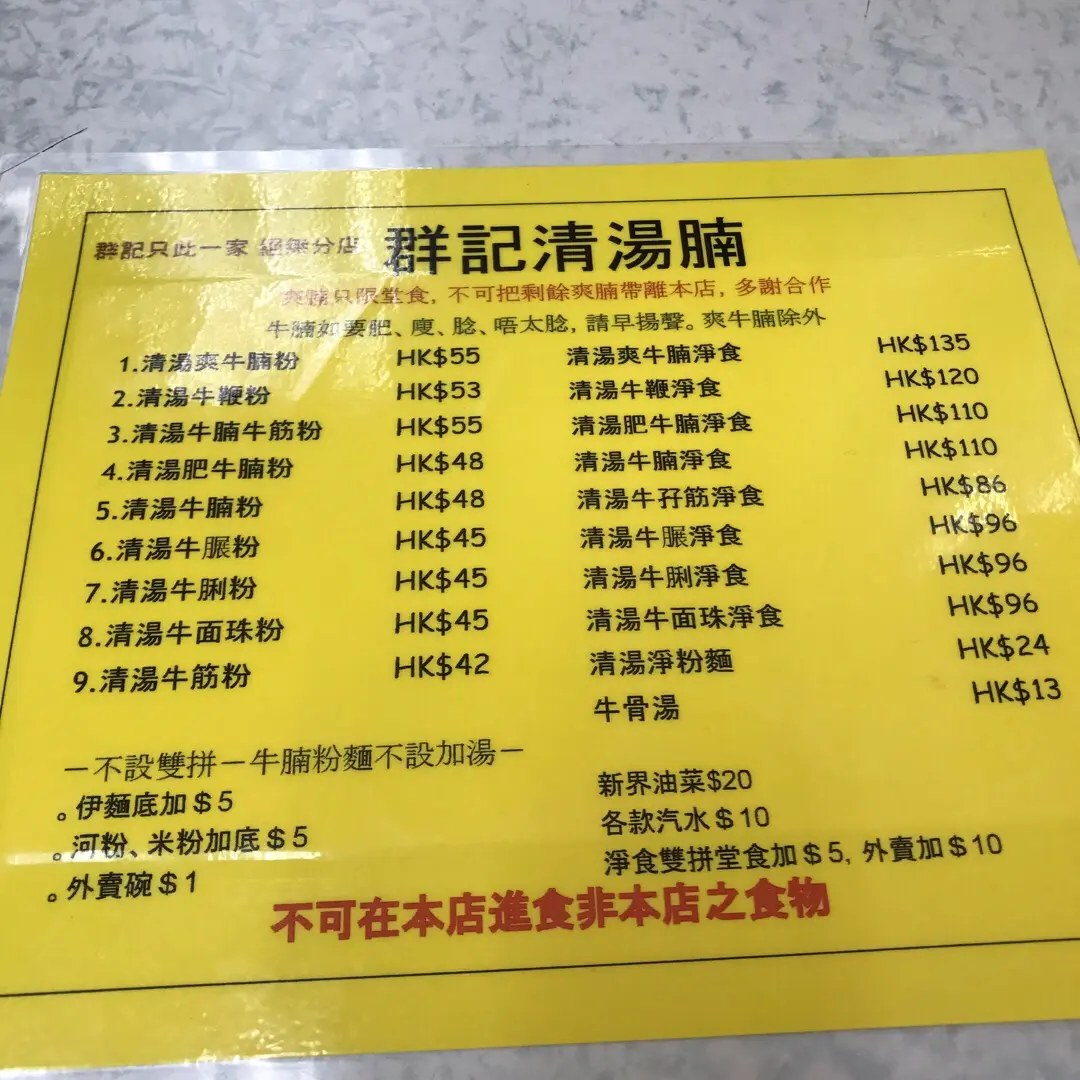 群記只此一家 絕無分店 群記清湯腩
爽腩只限堂食, 不可把剩餘爽腩帶離本店, 多謝合作
牛腩如要肥、廋、腍、唔太腍, 請早揚聲。爽牛腩除外
1.清湯爽牛腩粉 HK$55 清湯爽牛腩淨食 HK$135
2.清湯牛鞭粉 HK$53 清湯牛鞭淨食 HK$120
3.清湯牛腩牛筋粉 HK$55 清湯肥牛腩淨食 HK$110
4.清湯肥牛腩粉 HK$48 清湯牛腩淨食 HK$110
5.清湯牛腩粉 HK$48 清湯牛孖筋淨食 HK$86
6.清湯牛𦟌粉 HK$45 清湯牛𦟌淨食 HK$96
7.清湯牛脷粉 HK$45 清湯牛脷淨食 HK$96
8.清湯牛面珠粉 HK$45 清湯牛面珠淨食 HK$96
9.清湯牛筋粉 HK$42 清湯淨粉麵 HK$24
牛骨湯 HK$13
－不設雙拼－牛腩粉麵不設加湯－
。伊麵底加＄5
。河粉、米粉加底＄5
。外賣碗＄1
新界油菜$20
各款汽水＄10
淨食雙拼堂食加＄5, 外賣加＄10
不可在本店進食非本店之食物